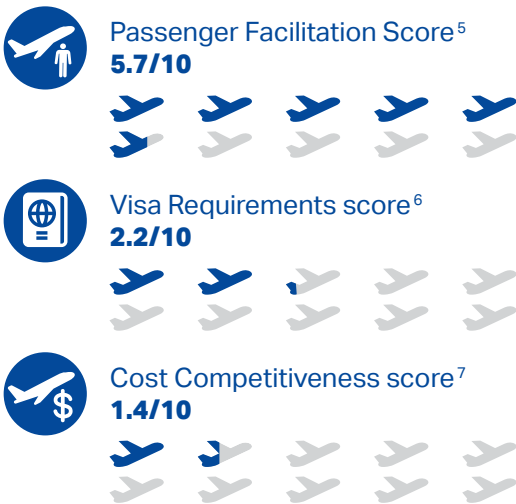 Passenger Facilitation Score⁵
5.7/10
Visa Requirements score⁶
2.2/10
$
Cost Competitiveness score⁷
1.4/10